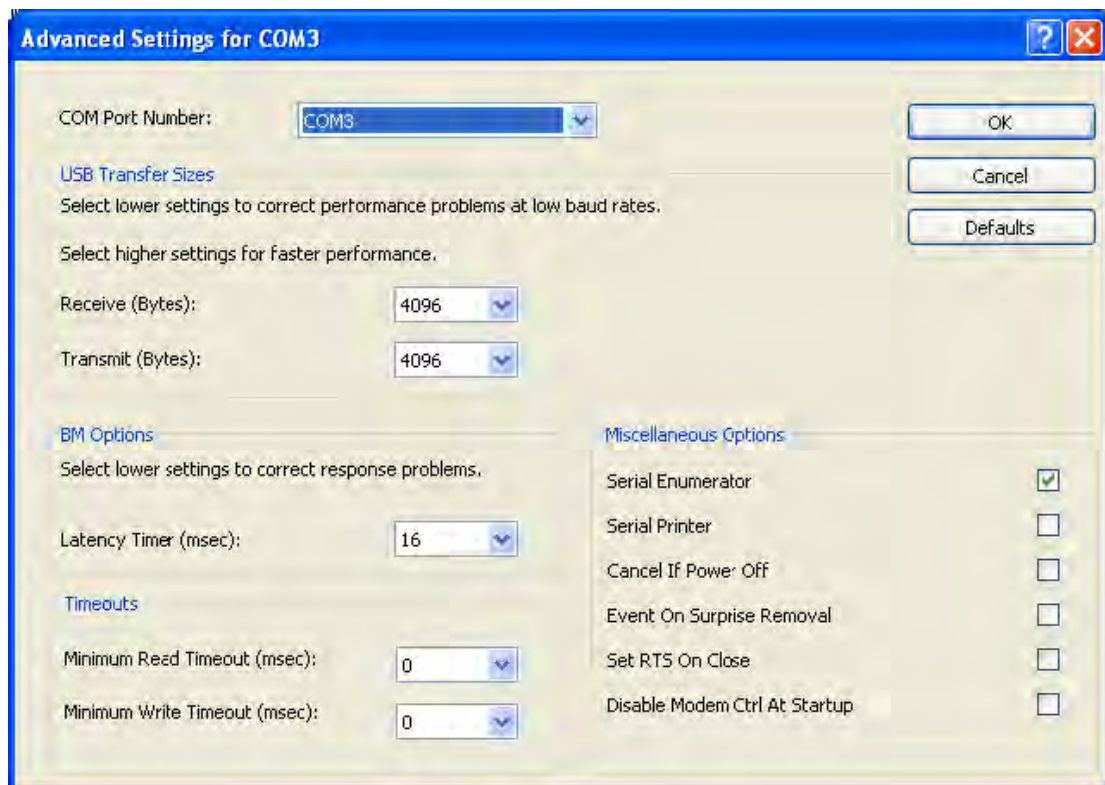 Advanced Settings for COM3
COM Port Number: COM3
OK
USB Transfer Sizes
Cancel
Select lower settings to correct performance problems at low baud rates.
Defaults
Select higher settings for faster performance.
Receive (Bytes): 4096
Transmit (Bytes): 4096
BM Options
Select lower settings to correct response problems.
Latency Timer (msec): 16
Timeouts
Minimum Read Timeout (msec): 0
Minimum Write Timeout (msec): 0
Miscellaneous Options
Serial Enumerator
Serial Printer
Cancel If Power Off
Event On Surprise Removal
Set RTS On Close
Disable Modem Ctrl At Startup